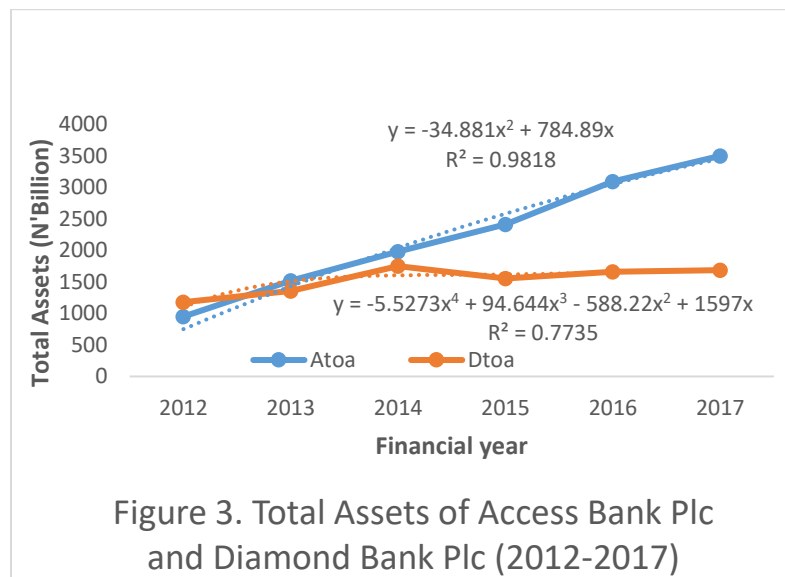 4000
3500
3000
2500
2000
1500
1000
500
0
Total Assets (N'Billion)
y = -34.881x² + 784.89x
R² = 0.9818
y = -5.5273x⁴ + 94.644x³ - 588.22x² + 1597x
R² = 0.7735
Atoa Dtoa
2012 2013 2014 2015 2016 2017
Financial year
Figure 3. Total Assets of Access Bank Plc
and Diamond Bank Plc (2012-2017)